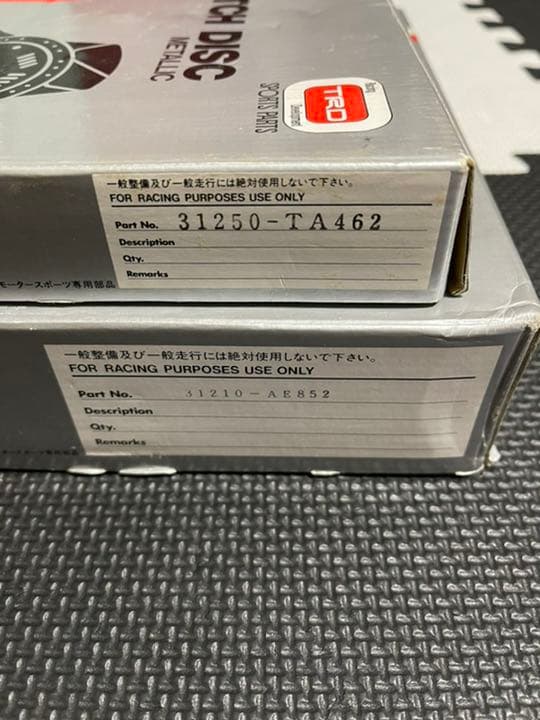 TCH DISC
METALLIC
TRD
SPORTS PARTS
一般整備及び一般走行には絶対使用しないで下さい。
FOR RACING PURPOSES USE ONLY
Part No. 31250-TA462
Description
Qty.
Remarks
モータースポーツ専用部品
一般整備及び一般走行には絶対使用しないで下さい。
FOR RACING PURPOSES USE ONLY
Part No. 31210-AE852
Description
Qty.
Remarks